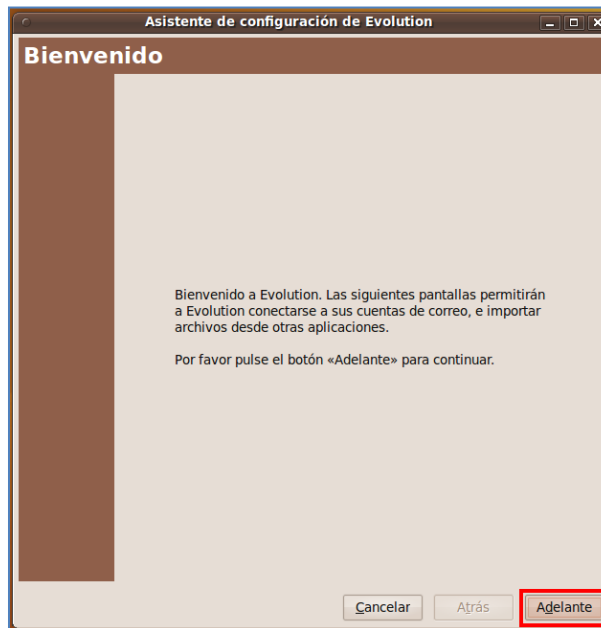 Asistente de configuración de Evolution
Bienvenido
Bienvenido a Evolution. Las siguientes pantallas permitirán
a Evolution conectarse a sus cuentas de correo, e importar
archivos desde otras aplicaciones.
Por favor pulse el botón «Adelante» para continuar.
Cancelar Atrás Adelante